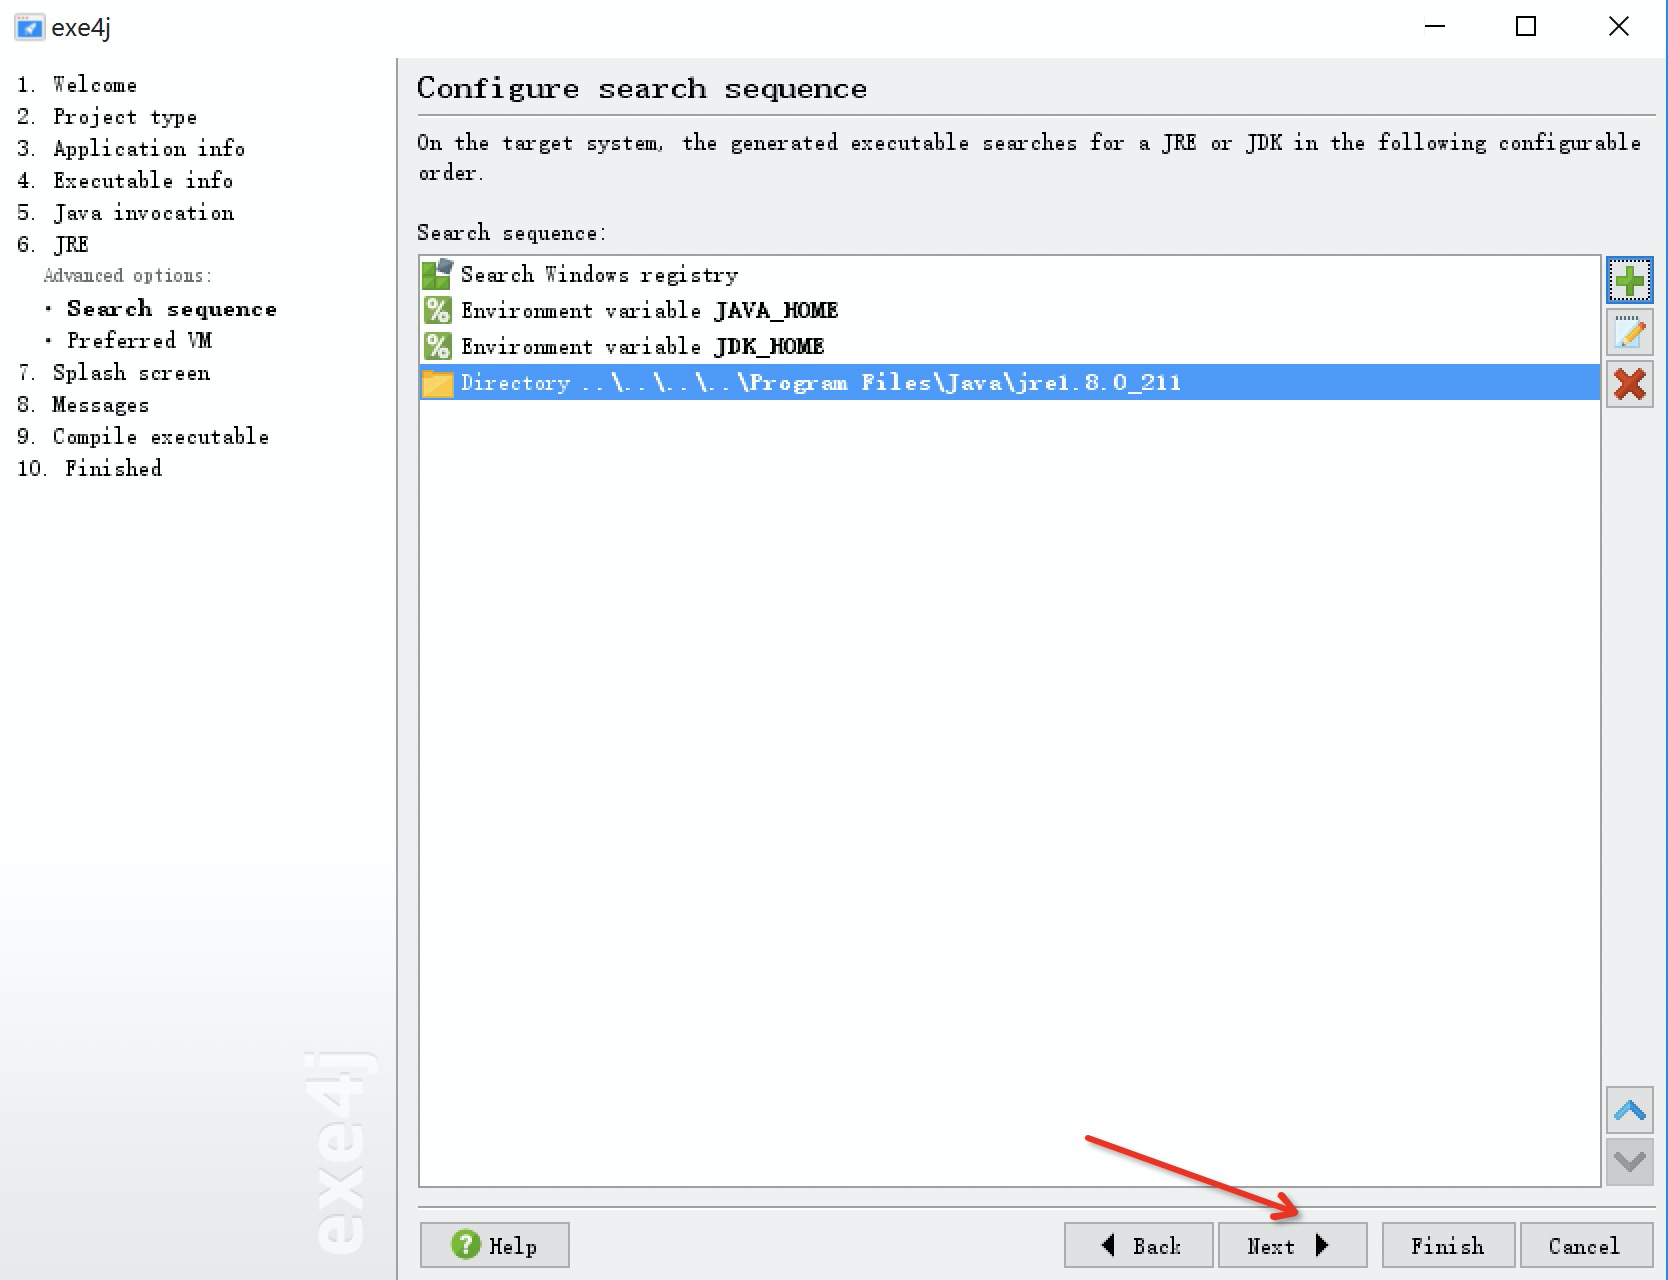 exe4j
1. Welcome
2. Project type
3. Application info
4. Executable info
5. Java invocation
6. JRE
Advanced options:
· Search sequence
· Preferred VM
7. Splash screen
8. Messages
9. Compile executable
10. Finished
exe4j
Configure search sequence
On the target system, the generated executable searches for a JRE or JDK in the following configurable
order.
Search sequence:
Search Windows registry
Environment variable JAVA_HOME
Environment variable JDK_HOME
Directory ..\..\..\..\Program Files\Java\jre1.8.0_211
Help
Back
Next
Finish
Cancel